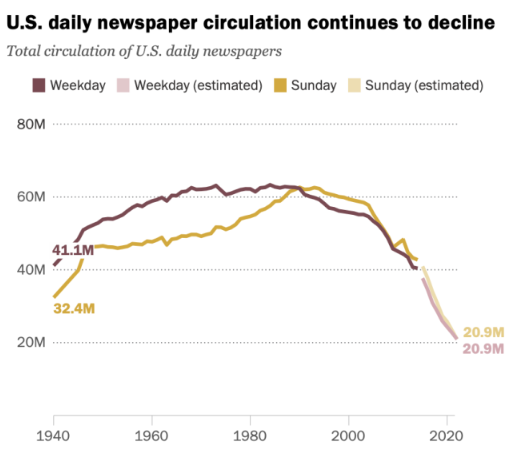 U.S. daily newspaper circulation continues to decline
Total circulation of U.S. daily newspapers
Weekday Weekday (estimated) Sunday Sunday (estimated)
80M
60M
41.1M
40M
32.4M
20.9M
20M
20.9M
1940 1960 1980 2000 2020